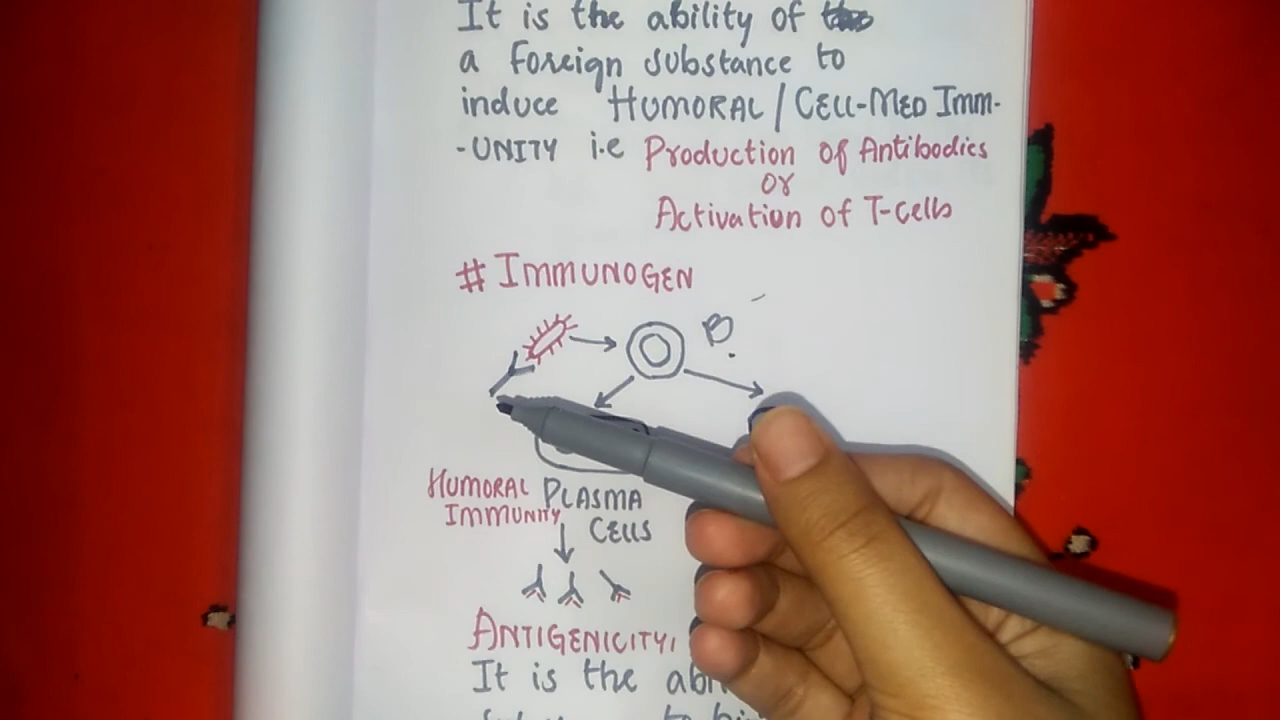 It is the ability of
a foreign substance to
induce HUMORAL / CELL-MED IMM-
-UNITY i.e Production of Antibodies
or
Activation of T-cells
# IMMUNOGEN
B
HUMORAL PLASMA
IMMUNITY CELLS
ANTIGENICITY
It is the
to